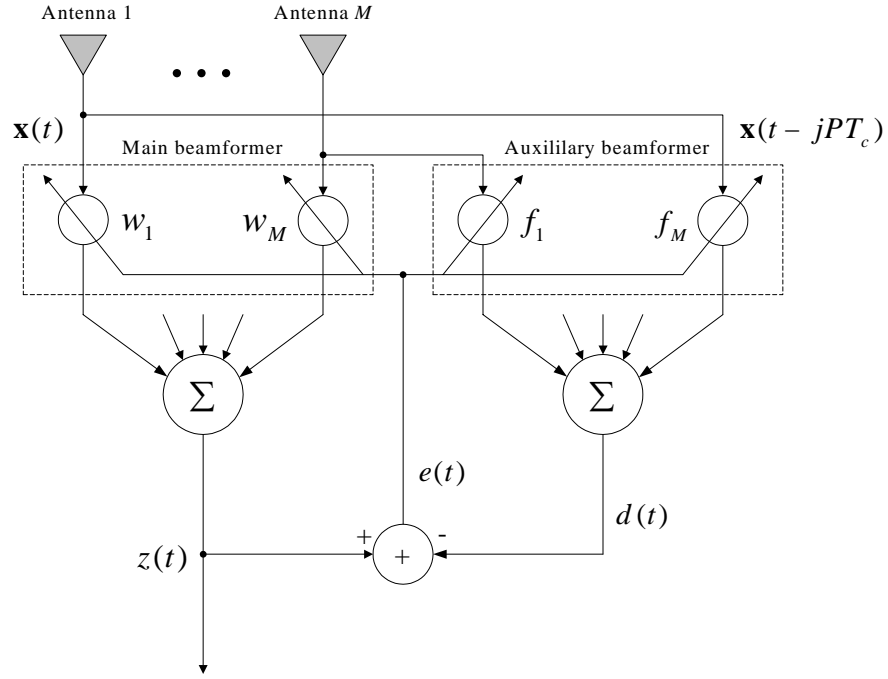 Antenna 1
Antenna M
x(t)
x(t - jPT_c)
Main beamformer
Auxililary beamformer
w_1
w_M
f_1
f_M
Σ
Σ
e(t)
d(t)
z(t)
+
-
+